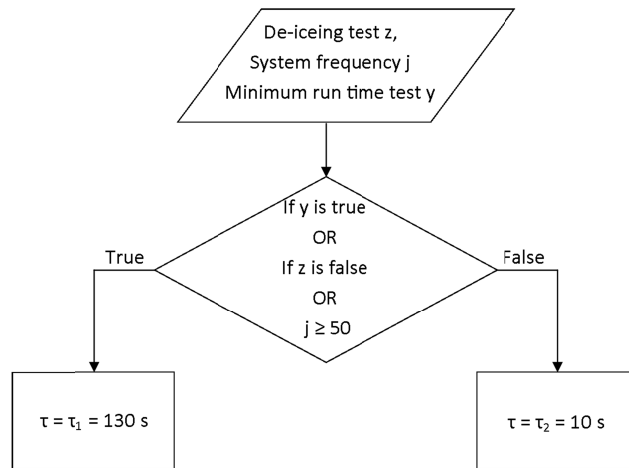 De-iceing test z,
System frequency j
Minimum run time test y
If y is true
OR
If z is false
OR
j ≥ 50
True
False
τ = τ₁ = 130 s
τ = τ₂ = 10 s